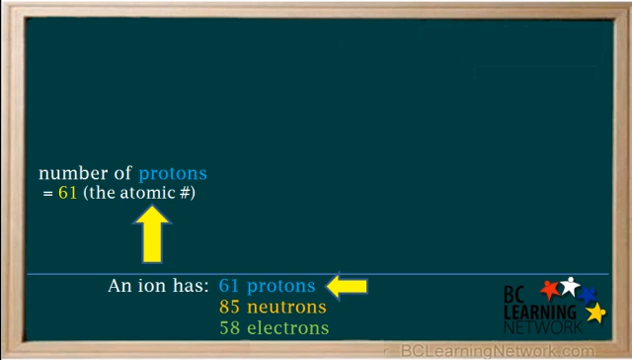 number of protons
= 61 (the atomic #)
An ion has: 61 protons
85 neutrons
58 electrons
BC
LEARNING
NETWORK
BCLearningNetwork.com